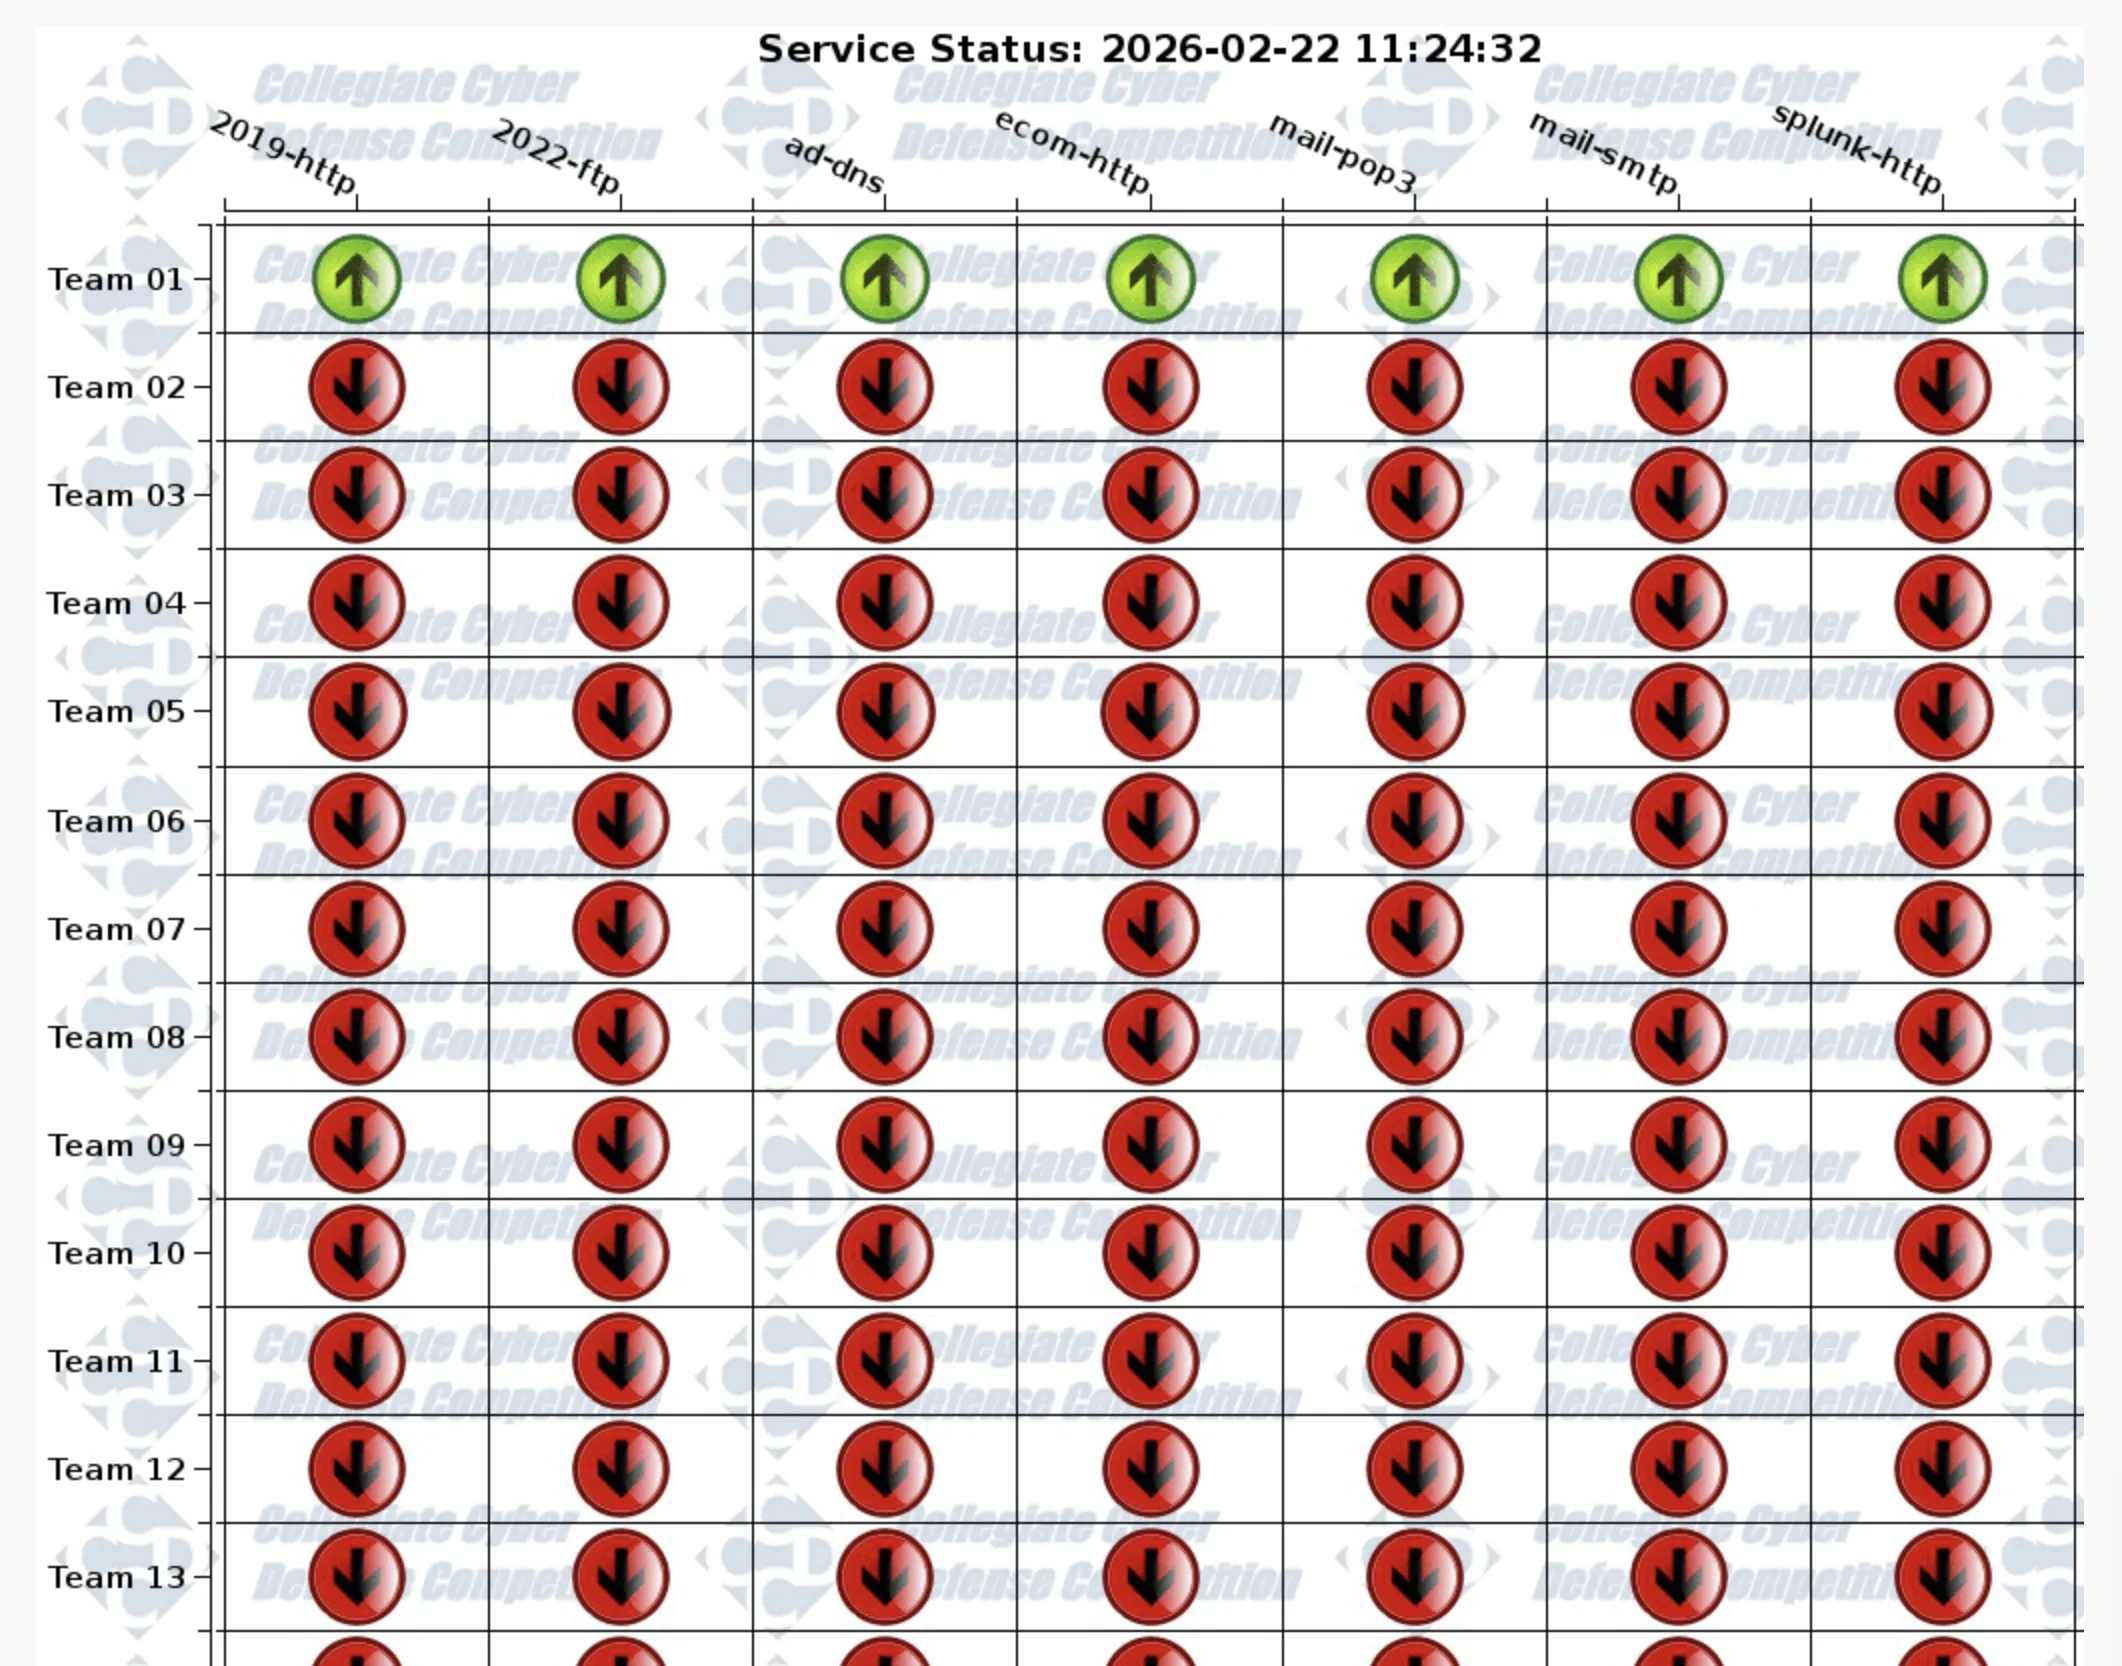 Service Status: 2026-02-22 11:24:32
Collegiate Cyber Defense Competition
2019-http
2022-ftp
ad-dns
ecom-http
mail-pop3
mail-smtp
splunk-http
Team 01
Team 02
Team 03
Team 04
Team 05
Team 06
Team 07
Team 08
Team 09
Team 10
Team 11
Team 12
Team 13